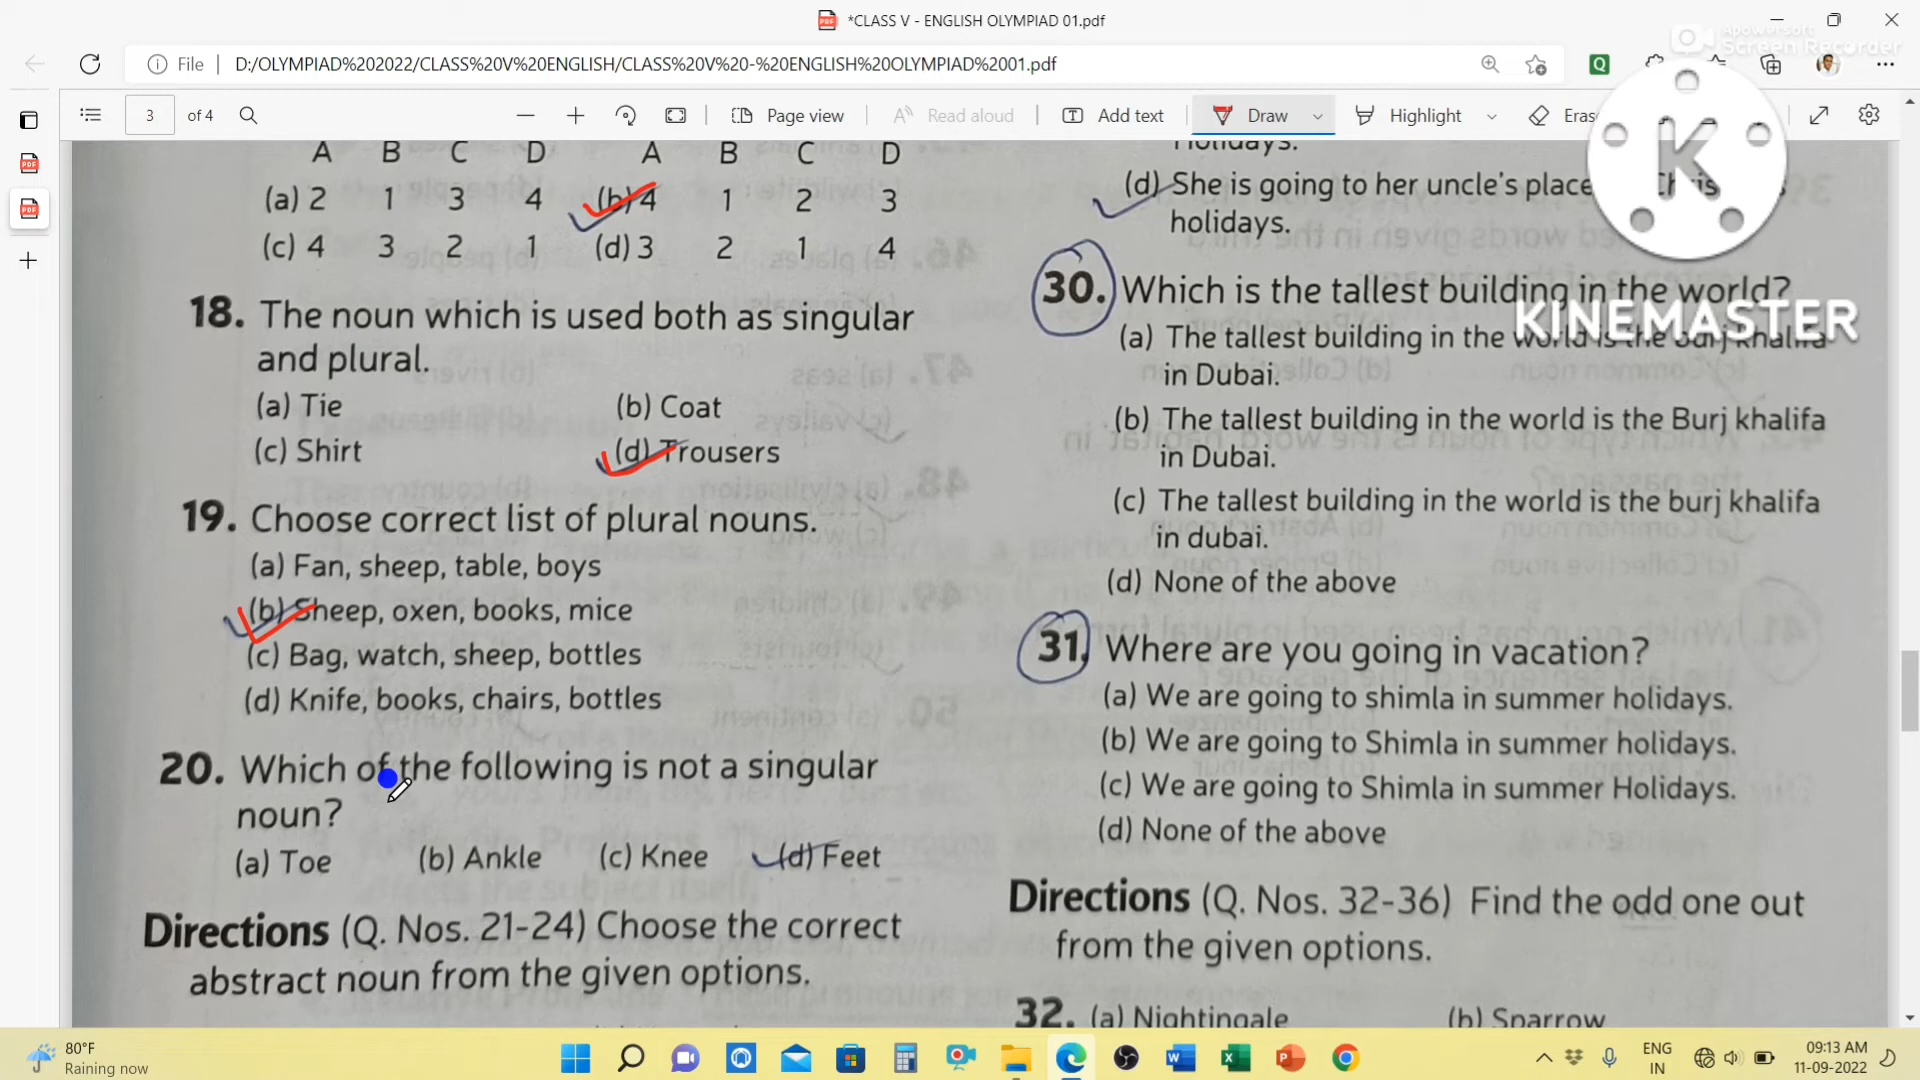 *CLASS V - ENGLISH OLYMPIAD 01.pdf
Apowersoft
Screen Recorder
File
D:/OLYMPIAD%202022/CLASS%20V%20ENGLISH/CLASS%20V%20-%20ENGLISH%20OLYMPIAD%2001.pdf
3 of 4
Page view
Read aloud
Add text
Draw
Highlight
K
KINEMASTER
A B C D A B C D
(a) 2 1 3 4 (b) 4 1 2 3
(c) 4 3 2 1 (d) 3 2 1 4
18. The noun which is used both as singular
and plural.
(a) Tie (b) Coat
(c) Shirt (d) Trousers
19. Choose correct list of plural nouns.
(a) Fan, sheep, table, boys
(b) Sheep, oxen, books, mice
(c) Bag, watch, sheep, bottles
(d) Knife, books, chairs, bottles
20. Which of the following is not a singular
noun?
(a) Toe (b) Ankle (c) Knee (d) Feet
Directions (Q. Nos. 21-24) Choose the correct
abstract noun from the given options.
Holidays.
(d) She is going to her uncle's place
holidays.
30. Which is the tallest building in the world?
(a) The tallest building in the world is the burj khalifa
in Dubai.
(b) The tallest building in the world is the Burj khalifa
in Dubai.
(c) The tallest building in the world is the burj khalifa
in dubai.
(d) None of the above
31. Where are you going in vacation?
(a) We are going to shimla in summer holidays.
(b) We are going to Shimla in summer holidays.
(c) We are going to Shimla in summer Holidays.
(d) None of the above
Directions (Q. Nos. 32-36) Find the odd one out
from the given options.
32. (a) Nightingale (b) Sparrow
80°F
Raining now
ENG
IN
09:13 AM
11-09-2022